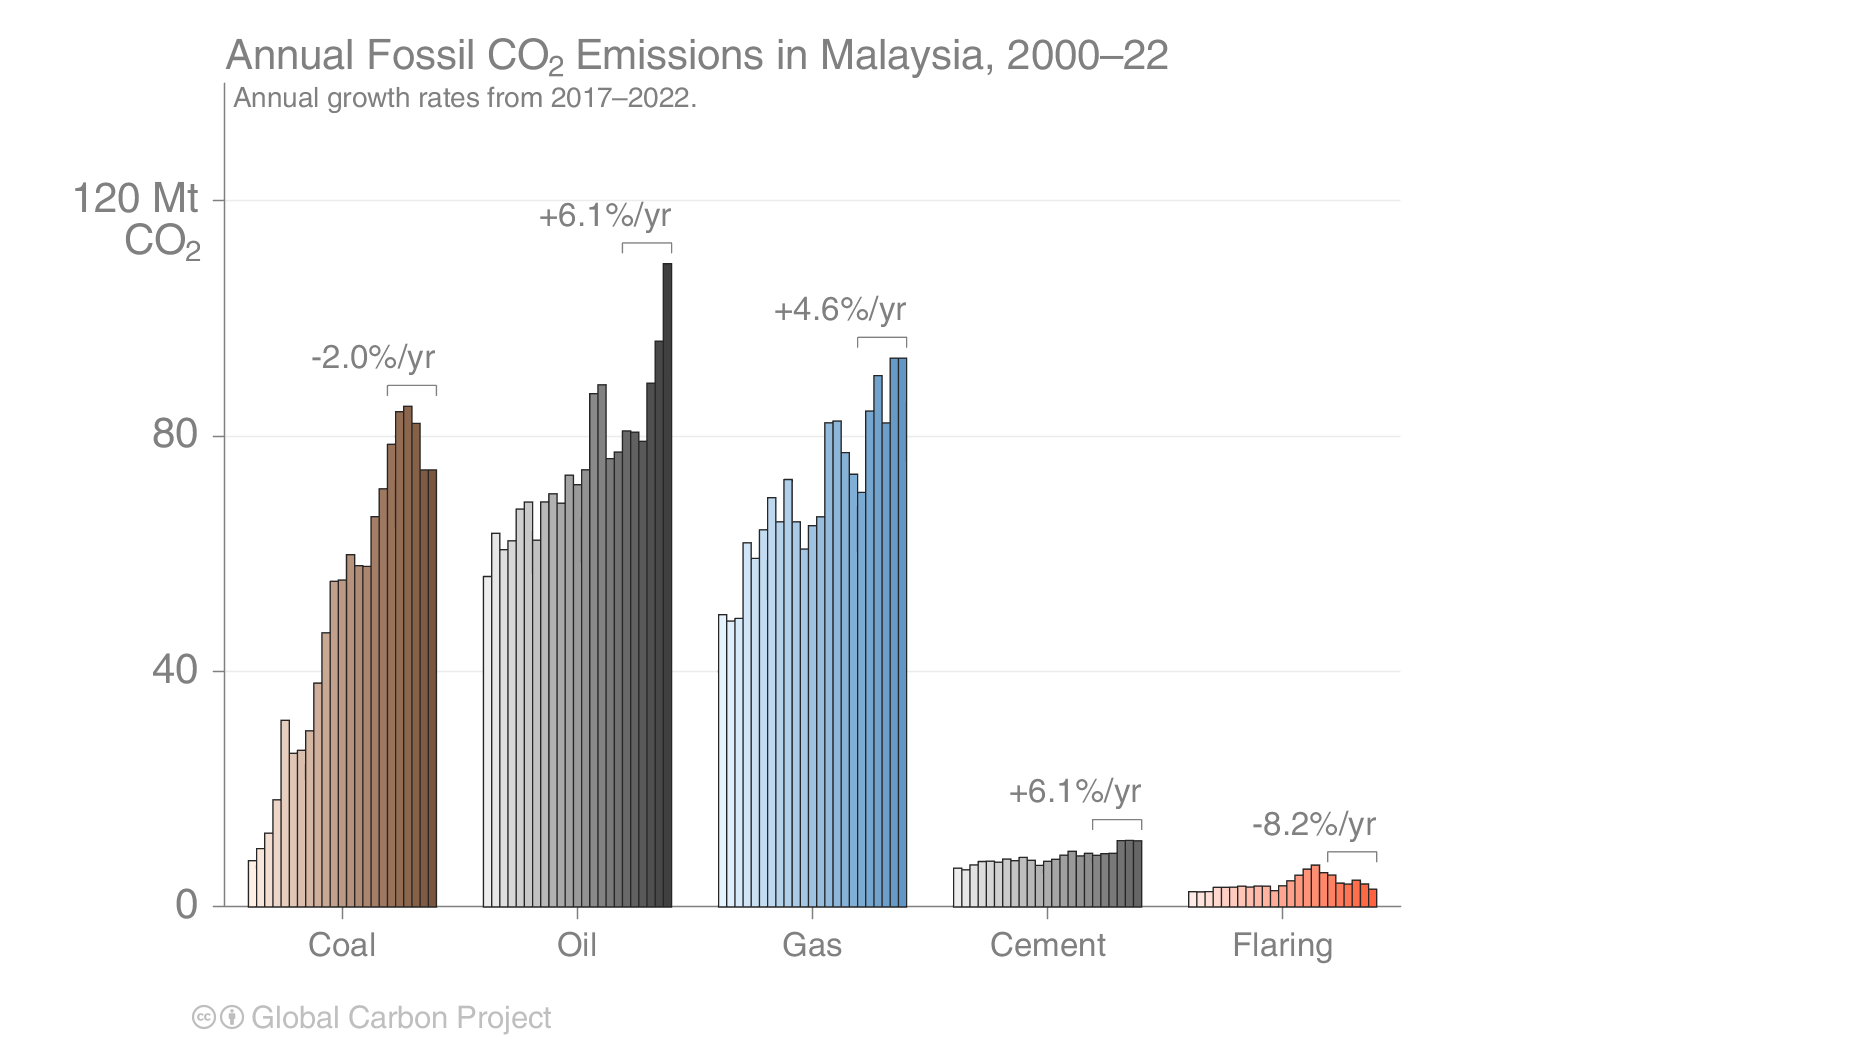 Annual Fossil CO₂ Emissions in Malaysia, 2000–22
Annual growth rates from 2017–2022.
120 Mt
CO₂
80
40
0
-2.0%/yr
+6.1%/yr
+4.6%/yr
+6.1%/yr
-8.2%/yr
Coal
Oil
Gas
Cement
Flaring
cc Global Carbon Project